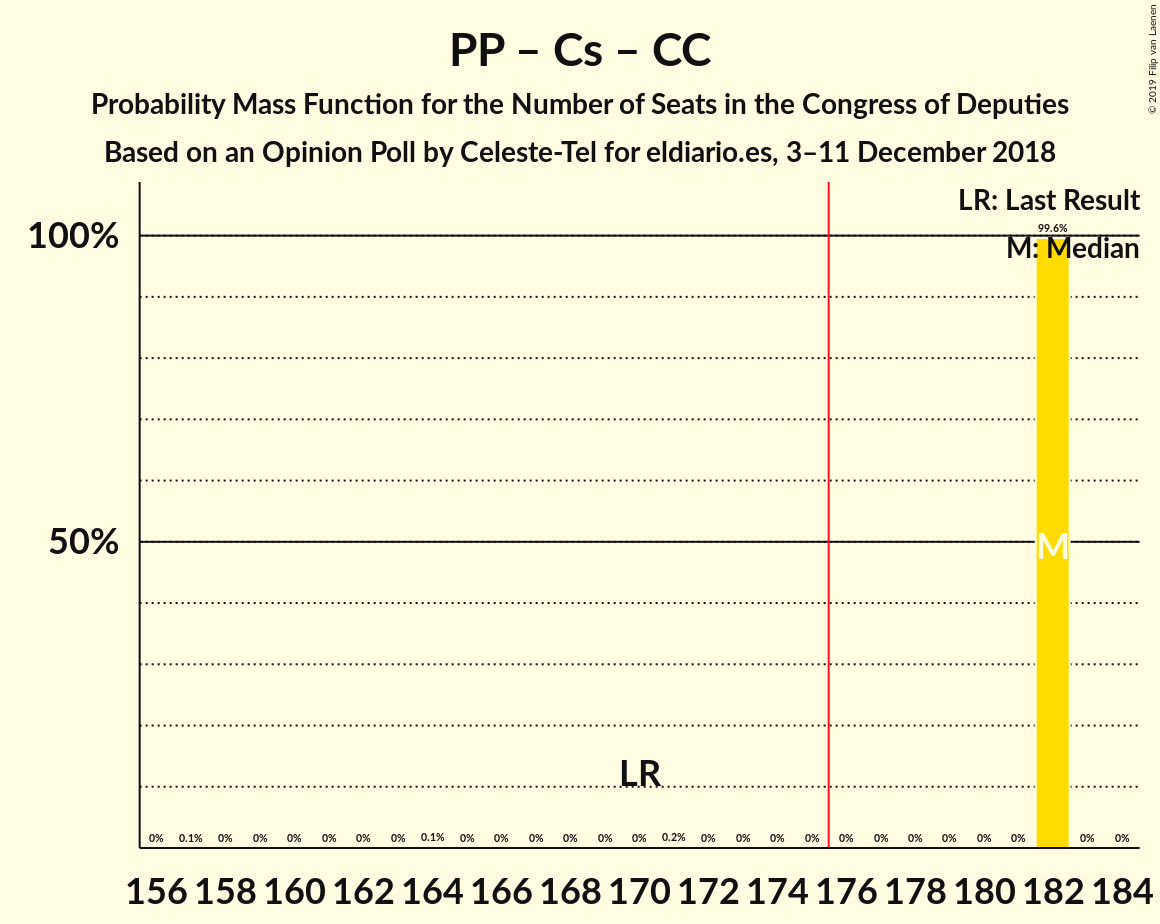 PP – Cs – CC
Probability Mass Function for the Number of Seats in the Congress of Deputies
Based on an Opinion Poll by Celeste-Tel for eldiario.es, 3–11 December 2018
© 2019 Filip van Laenen
LR: Last Result
M: Median
100%
50%
99.6%
M
LR
0% 0.1% 0% 0% 0% 0% 0% 0% 0.1% 0% 0% 0% 0% 0% 0% 0.2% 0% 0% 0% 0% 0% 0% 0% 0% 0% 0% 0% 0%
156 158 160 162 164 166 168 170 172 174 176 178 180 182 184